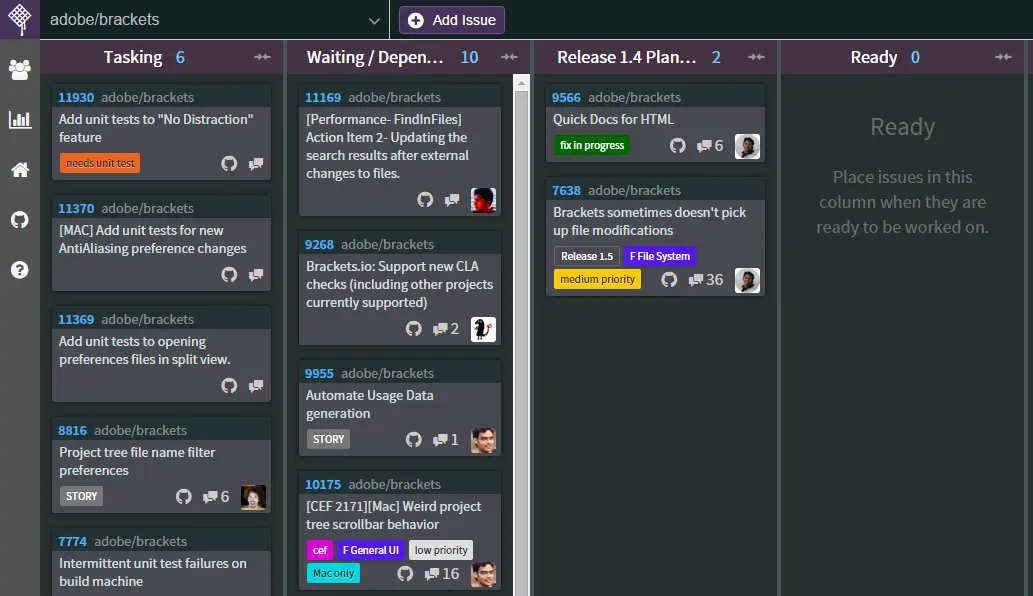 adobe/brackets
Add Issue
Tasking 6
11930 adobe/brackets
Add unit tests to "No Distraction"
feature
needs unit test
11370 adobe/brackets
[MAC] Add unit tests for new
AntiAliasing preference changes
11369 adobe/brackets
Add unit tests to opening
preferences files in split view.
8816 adobe/brackets
Project tree file name filter
preferences
STORY 6
7774 adobe/brackets
Intermittent unit test failures on
build machine
Waiting / Depen... 10
11169 adobe/brackets
[Performance- FindInFiles]
Action Item 2- Updating the
search results after external
changes to files.
9268 adobe/brackets
Brackets.io: Support new CLA
checks (including other projects
currently supported)
2
9955 adobe/brackets
Automate Usage Data
generation
STORY 1
10175 adobe/brackets
[CEF 2171][Mac] Weird project
tree scrollbar behavior
cef F General UI low priority
Mac only 16
Release 1.4 Plan... 2
9566 adobe/brackets
Quick Docs for HTML
fix in progress 6
7638 adobe/brackets
Brackets sometimes doesn't pick
up file modifications
Release 1.5 F File System
medium priority 36
Ready 0
Ready
Place issues in this
column when they are
ready to be worked on.